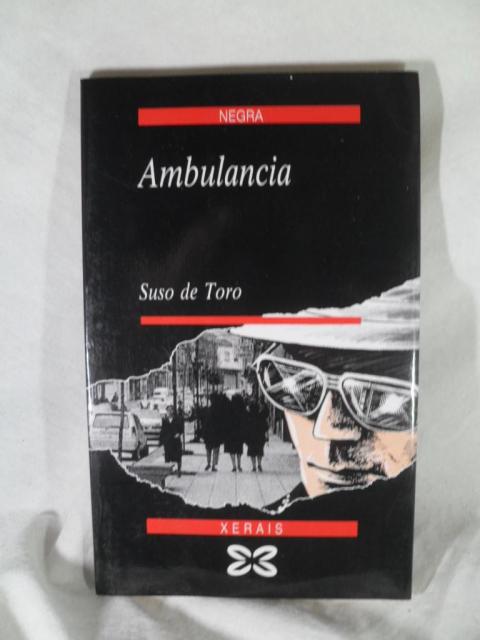 NEGRA
Ambulancia
Suso de Toro
XERAIS